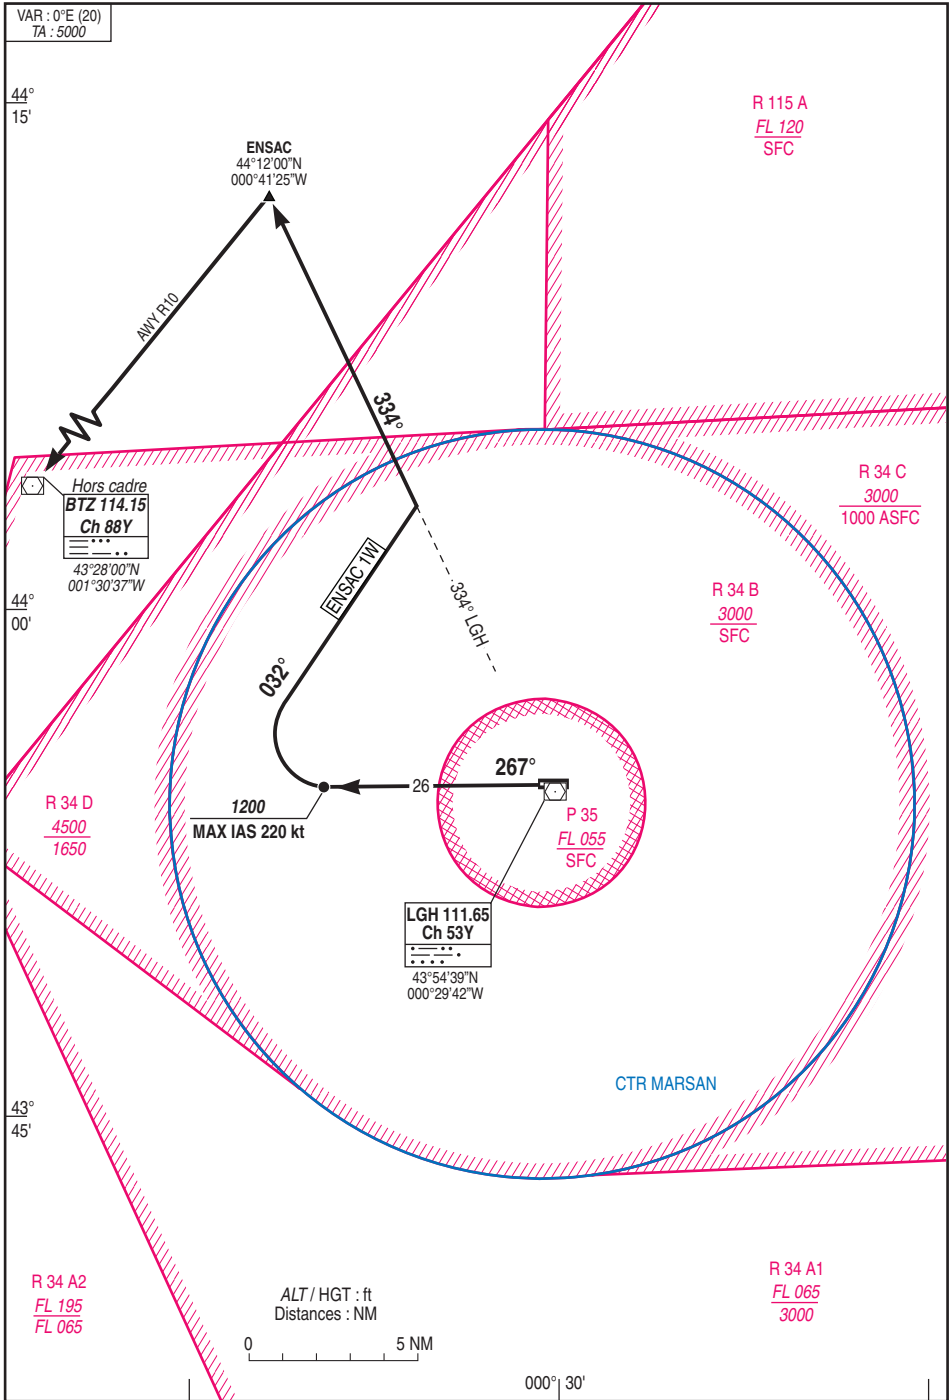 VAR : 0°E (20)
TA : 5000
44°
15'
R 115 A
FL 120
SFC
ENSAC
44°12'00"N
000°41'25"W
AWY R10
334°
Hors cadre
BTZ 114.15
Ch 88Y
43°28'00"N
001°30'37"W
R 34 C
3000
1000 ASFC
ENSAC 1W
334° LGH
R 34 B
3000
SFC
44°
00'
032°
267°
26
1200
MAX IAS 220 kt
R 34 D
4500
1650
P 35
FL 055
SFC
LGH 111.65
Ch 53Y
43°54'39"N
000°29'42"W
CTR MARSAN
43°
45'
R 34 A2
FL 195
FL 065
ALT / HGT : ft
Distances : NM
0 5 NM
R 34 A1
FL 065
3000
000° 30'